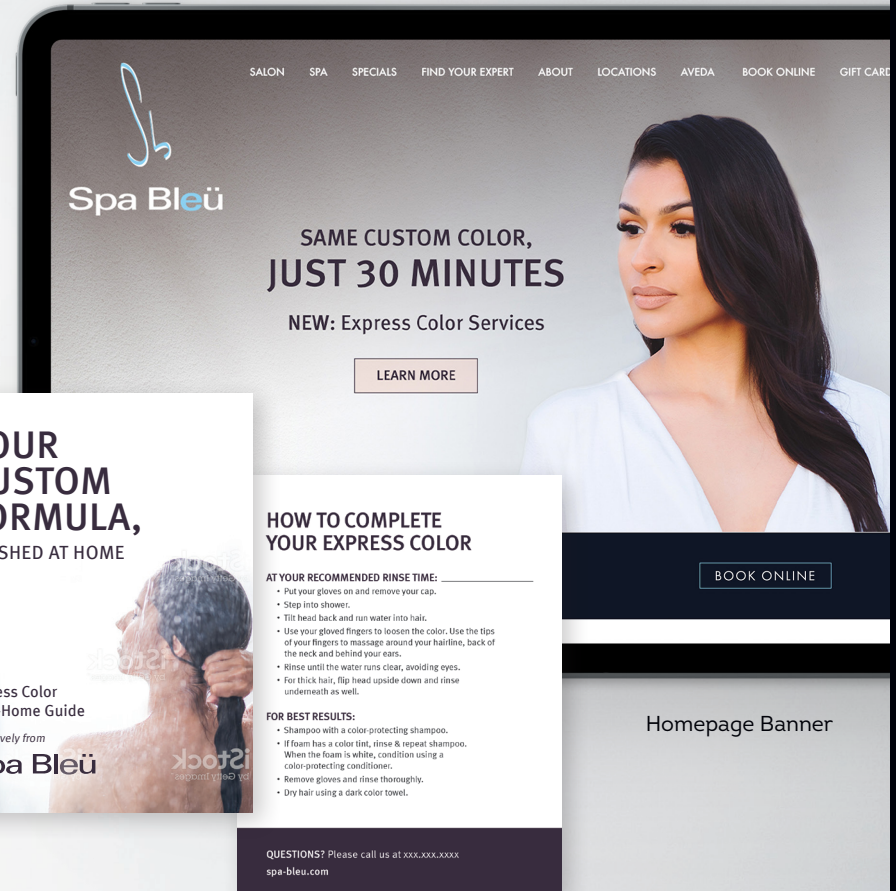 SALON SPA SPECIALS FIND YOUR EXPERT ABOUT LOCATIONS AVEDA BOOK ONLINE GIFT CARD
Spa Bleü
SAME CUSTOM COLOR,
JUST 30 MINUTES
NEW: Express Color Services
LEARN MORE
BOOK ONLINE
OUR
USTOM
ORMULA,
SHED AT HOME
ess Color
Home Guide
vely from
pa Bleü
iStock
by Getty Images
HOW TO COMPLETE
YOUR EXPRESS COLOR
AT YOUR RECOMMENDED RINSE TIME:
• Put your gloves on and remove your cap.
• Step into shower.
• Tilt head back and run water into hair.
• Use your gloved fingers to loosen the color. Use the tips
of your fingers to massage around your hairline, back of
the neck and behind your ears.
• Rinse until the water runs clear, avoiding eyes.
• For thick hair, flip head upside down and rinse
underneath as well.
FOR BEST RESULTS:
• Shampoo with a color-protecting shampoo.
• If foam has a color tint, rinse & repeat shampoo.
When the foam is white, condition using a
color-protecting conditioner.
• Remove gloves and rinse thoroughly.
• Dry hair using a dark color towel.
QUESTIONS? Please call us at xxx.xxx.xxxx
spa-bleu.com
Homepage Banner